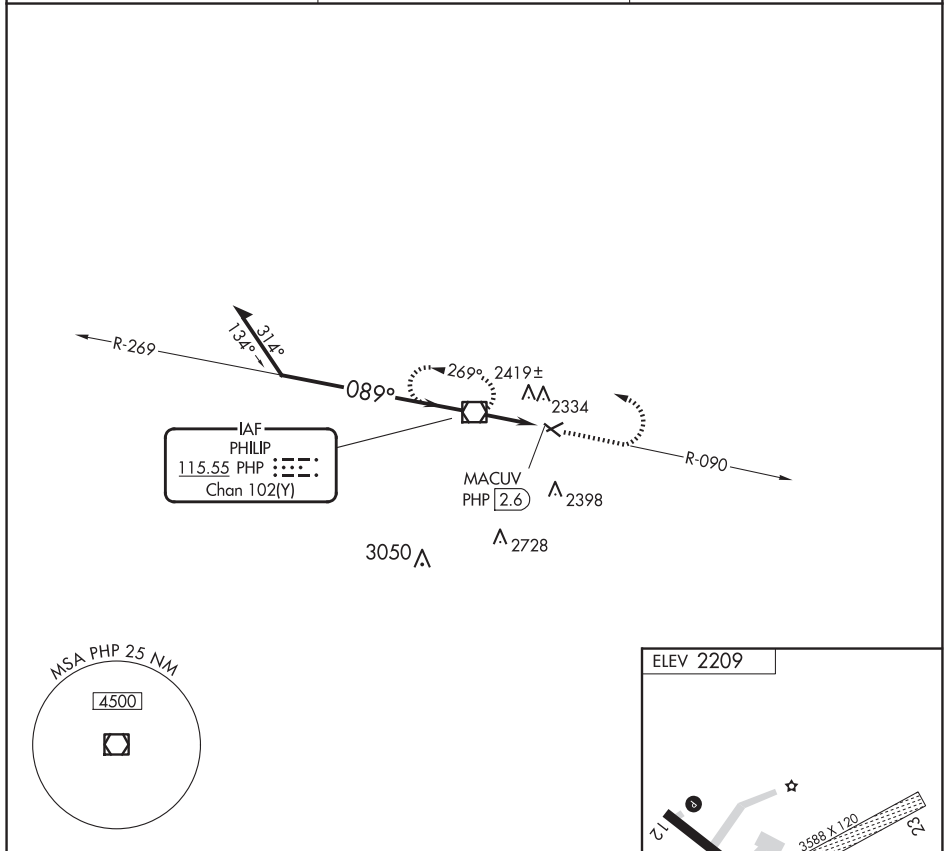 R-269
134°
314°
089°
269°
2419±
2334
IAF
PHILIP
115.55 PHP
Chan 102(Y)
MACUV
PHP 2.6
R-090
2398
2728
3050
MSA PHP 25 NM
4500
ELEV 2209
P
12
3588 X 120
23